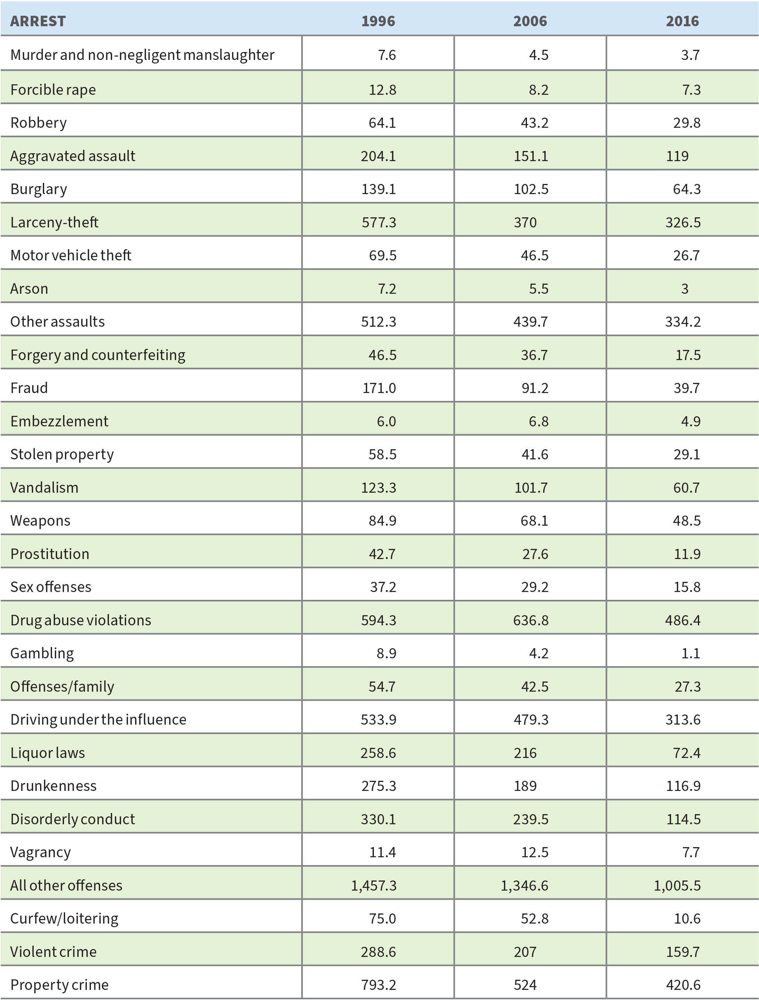 ARREST 1996 2006 2016
Murder and non-negligent manslaughter 7.6 4.5 3.7
Forcible rape 12.8 8.2 7.3
Robbery 64.1 43.2 29.8
Aggravated assault 204.1 151.1 119
Burglary 139.1 102.5 64.3
Larceny-theft 577.3 370 326.5
Motor vehicle theft 69.5 46.5 26.7
Arson 7.2 5.5 3
Other assaults 512.3 439.7 334.2
Forgery and counterfeiting 46.5 36.7 17.5
Fraud 171.0 91.2 39.7
Embezzlement 6.0 6.8 4.9
Stolen property 58.5 41.6 29.1
Vandalism 123.3 101.7 60.7
Weapons 84.9 68.1 48.5
Prostitution 42.7 27.6 11.9
Sex offenses 37.2 29.2 15.8
Drug abuse violations 594.3 636.8 486.4
Gambling 8.9 4.2 1.1
Offenses/family 54.7 42.5 27.3
Driving under the influence 533.9 479.3 313.6
Liquor laws 258.6 216 72.4
Drunkenness 275.3 189 116.9
Disorderly conduct 330.1 239.5 114.5
Vagrancy 11.4 12.5 7.7
All other offenses 1,457.3 1,346.6 1,005.5
Curfew/loitering 75.0 52.8 10.6
Violent crime 288.6 207 159.7
Property crime 793.2 524 420.6